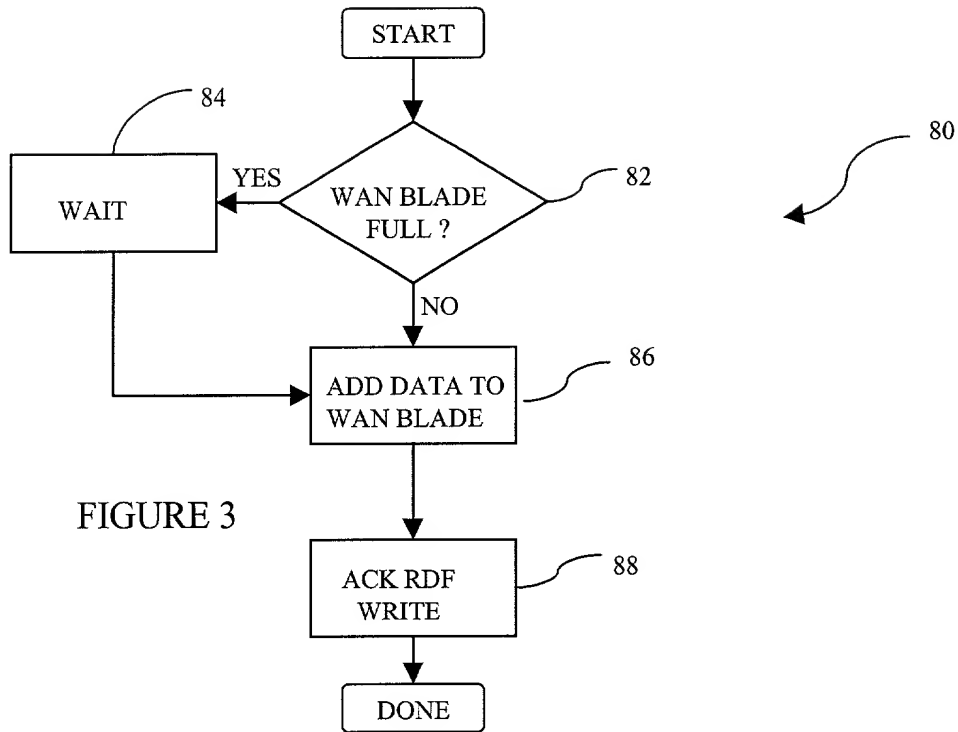 START
84
80
YES
82
WAN BLADE
FULL ?
WAIT
NO
86
ADD DATA TO
WAN BLADE
FIGURE 3
88
ACK RDF
WRITE
DONE